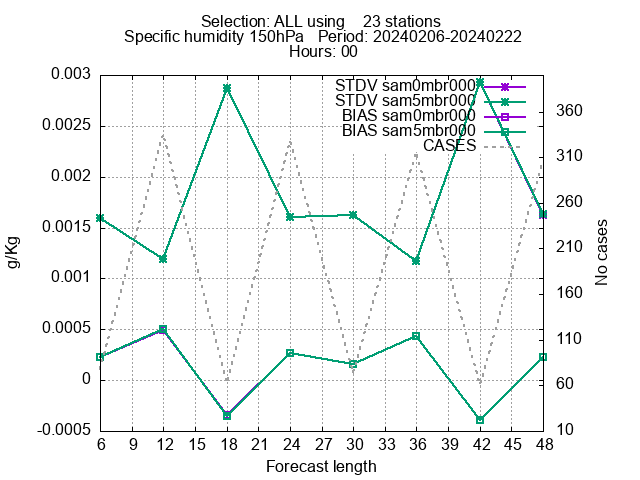 Selection: ALL using 23 stations
Specific humidity 150hPa Period: 20240206-20240222
Hours: 00
STDV sam0mbr000
STDV sam5mbr000
BIAS sam0mbr000
BIAS sam5mbr000
CASES
0.003
0.0025
0.002
0.0015
0.001
0.0005
0
-0.0005
g/Kg
360
310
260
210
160
110
60
10
No cases
6 9 12 15 18 21 24 27 30 33 36 39 42 45 48
Forecast length